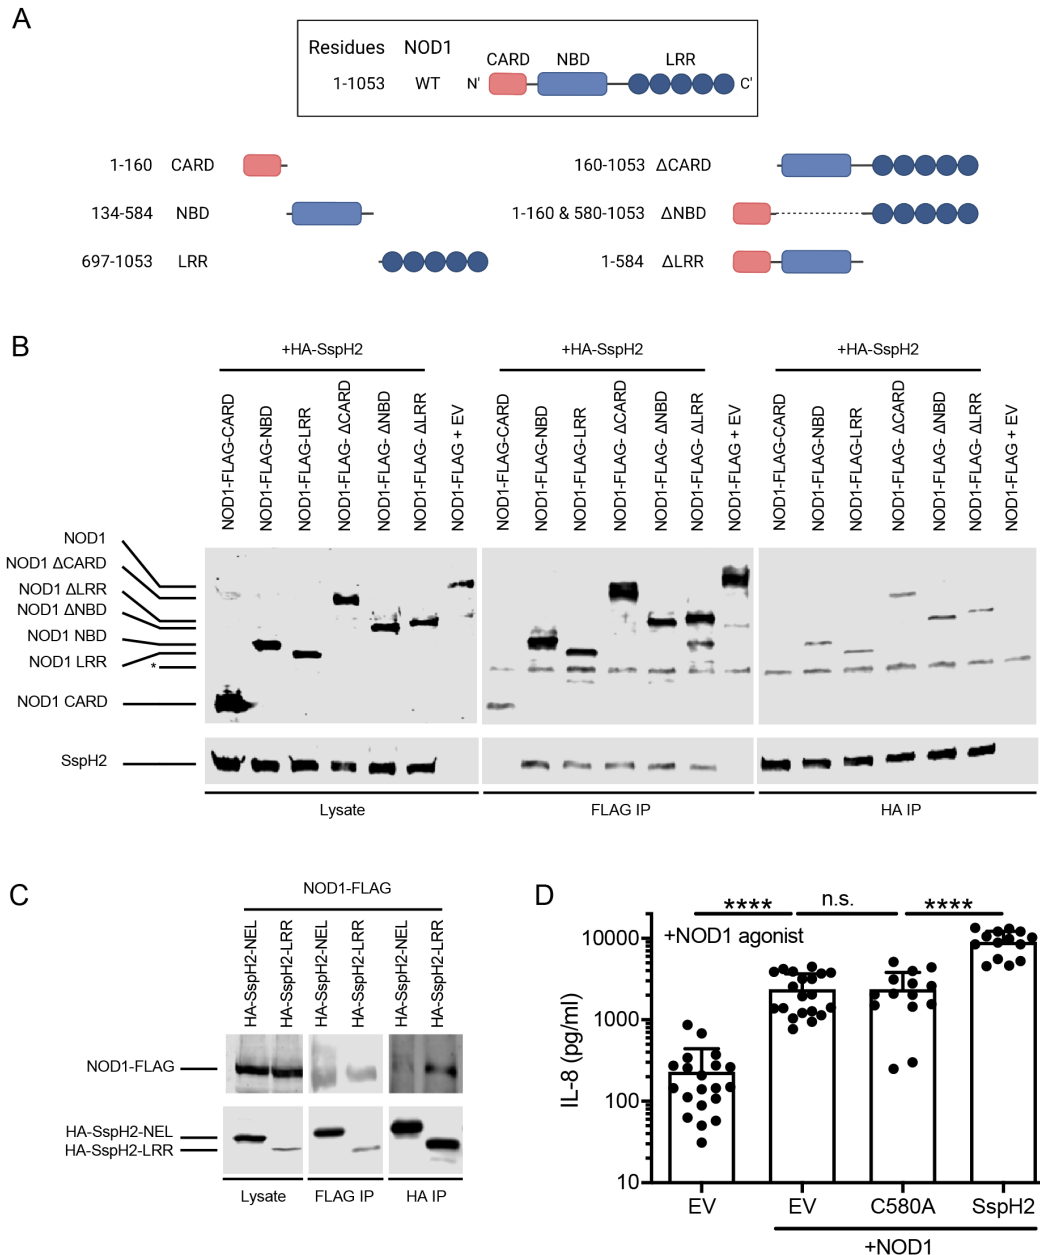 A
Residues NOD1
CARD NBD LRR
1-1053 WT N' C'
1-160 CARD
134-584 NBD
697-1053 LRR
160-1053 ΔCARD
1-160 & 580-1053 ΔNBD
1-584 ΔLRR
B
+HA-SspH2 +HA-SspH2 +HA-SspH2
NOD1-FLAG-CARD
NOD1-FLAG-NBD
NOD1-FLAG-LRR
NOD1-FLAG- ΔCARD
NOD1-FLAG- ΔNBD
NOD1-FLAG- ΔLRR
NOD1-FLAG + EV
NOD1-FLAG-CARD
NOD1-FLAG-NBD
NOD1-FLAG-LRR
NOD1-FLAG- ΔCARD
NOD1-FLAG- ΔNBD
NOD1-FLAG- ΔLRR
NOD1-FLAG + EV
NOD1-FLAG-CARD
NOD1-FLAG-NBD
NOD1-FLAG-LRR
NOD1-FLAG- ΔCARD
NOD1-FLAG- ΔNBD
NOD1-FLAG- ΔLRR
NOD1-FLAG + EV
NOD1
NOD1 ΔCARD
NOD1 ΔLRR
NOD1 ΔNBD
NOD1 NBD
NOD1 LRR
*
NOD1 CARD
SspH2
Lysate FLAG IP HA IP
C
NOD1-FLAG
HA-SspH2-NEL
HA-SspH2-LRR
HA-SspH2-NEL
HA-SspH2-LRR
HA-SspH2-NEL
HA-SspH2-LRR
NOD1-FLAG
HA-SspH2-NEL
HA-SspH2-LRR
Lysate FLAG IP HA IP
D
**** n.s. ****
+NOD1 agonist
IL-8 (pg/ml)
10000
1000
100
10
EV EV C580A SspH2
+NOD1